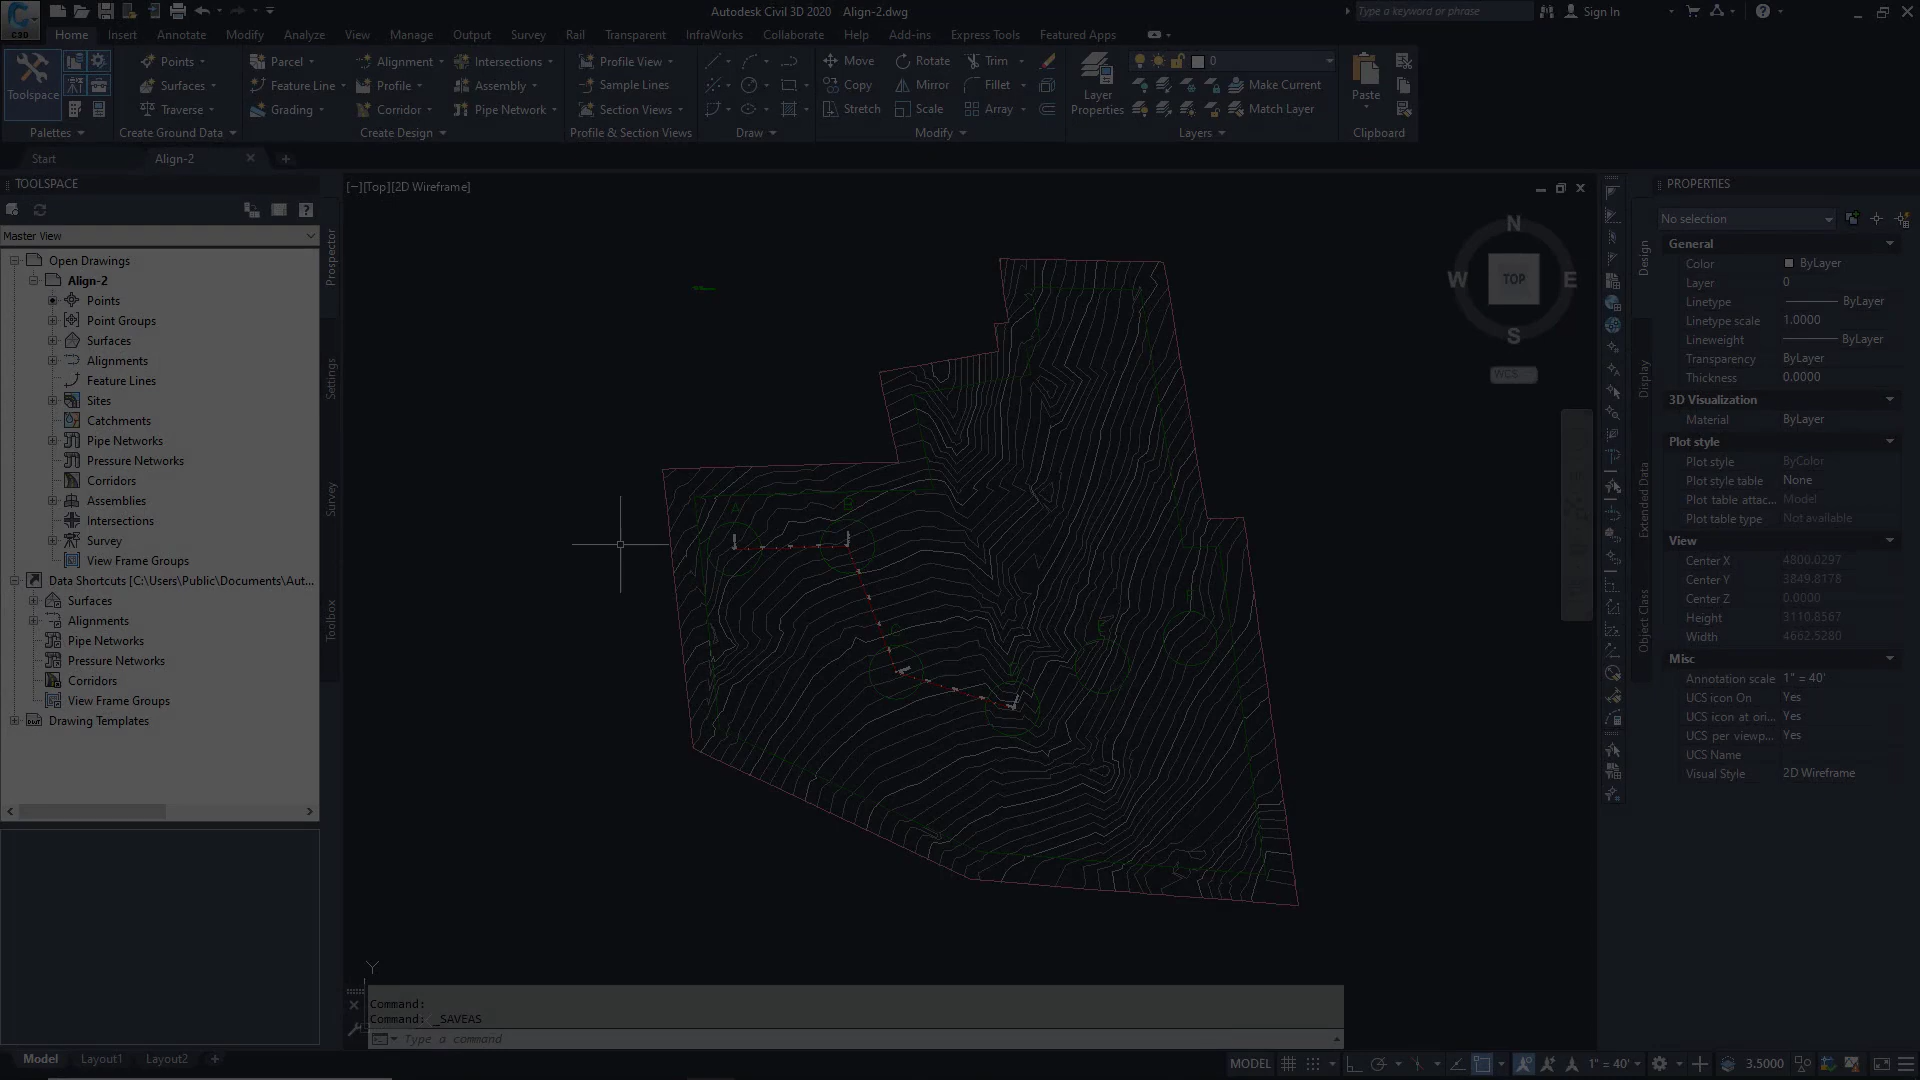 Autodesk Civil 3D 2020 Align-2.dwg
Type a keyword or phrase
Sign In
C3D
Home Insert Annotate Modify Analyze View Manage Output Survey Rail Transparent InfraWorks Collaborate Help Add-ins Express Tools Featured Apps
Toolspace
Points
Surfaces
Traverse
Parcel
Feature Line
Grading
Alignment
Profile
Corridor
Intersections
Assembly
Pipe Network
Profile View
Sample Lines
Section Views
Move
Copy
Stretch
Rotate
Mirror
Scale
Trim
Fillet
Array
Layer
Properties
0
Make Current
Match Layer
Paste
Palettes
Create Ground Data
Create Design
Profile & Section Views
Draw
Modify
Layers
Clipboard
Start
Align-2
TOOLSPACE
Master View
Open Drawings
Align-2
Points
Point Groups
Surfaces
Alignments
Feature Lines
Sites
Catchments
Pipe Networks
Pressure Networks
Corridors
Assemblies
Intersections
Survey
View Frame Groups
Data Shortcuts [C:\Users\Public\Documents\Aut...
Surfaces
Alignments
Pipe Networks
Pressure Networks
Corridors
View Frame Groups
Drawing Templates
Prospector
Settings
Survey
Toolbox
[−][Top][2D Wireframe]
N
W
TOP
E
S
WCS
A
B
C
E
Y
Command:
Command: _SAVEAS
Type a command
PROPERTIES
No selection
Design
Display
Extended Data
Object Class
General
Color ByLayer
Layer 0
Linetype ByLayer
Linetype scale 1.0000
Lineweight ByLayer
Transparency ByLayer
Thickness 0.0000
3D Visualization
Material ByLayer
Plot style
Plot style ByColor
Plot style table None
Plot table attac... Model
Plot table type Not available
View
Center X 4800.0297
Center Y 3849.8178
Center Z 0.0000
Height 3110.8567
Width 4662.5280
Misc
Annotation scale 1" = 40'
UCS icon On Yes
UCS icon at ori... Yes
UCS per viewp... Yes
UCS Name
Visual Style 2D Wireframe
Model Layout1 Layout2
MODEL
1" = 40'
3.5000